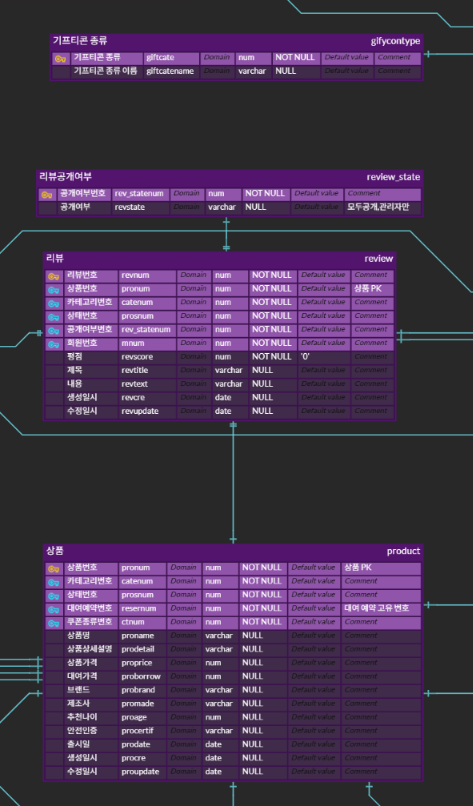 기프티콘 종류 gifycontype
기프티콘 종류 giftcate Domain num NOT NULL Default value Comment
기프티콘 종류 이름 giftcatename Domain varchar NULL Default value Comment
리뷰공개여부 review_state
공개여부번호 rev_statenum Domain num NOT NULL Default value Comment
공개여부 revstate Domain varchar NULL Default value 모두공개,관리자만
리뷰 review
리뷰번호 revnum Domain num NOT NULL Default value Comment
상품번호 pronum Domain num NOT NULL Default value 상품 PK
카테고리번호 catenum Domain num NOT NULL Default value Comment
상태번호 prosnum Domain num NOT NULL Default value Comment
공개여부번호 rev_statenum Domain num NOT NULL Default value Comment
회원번호 mnum Domain num NOT NULL Default value Comment
평점 revscore Domain num NOT NULL '0' Comment
제목 revtitle Domain varchar NULL Default value Comment
내용 revtext Domain varchar NULL Default value Comment
생성일시 revcre Domain date NULL Default value Comment
수정일시 revupdate Domain date NULL Default value Comment
상품 product
상품번호 pronum Domain num NOT NULL Default value 상품 PK
카테고리번호 catenum Domain num NOT NULL Default value Comment
상태번호 prosnum Domain num NOT NULL Default value Comment
대여예약번호 resernum Domain num NOT NULL Default value 대여 예약 고유 번호
쿠폰종류번호 ctnum Domain num NOT NULL Default value Comment
상품명 proname Domain varchar NULL Default value Comment
상품상세설명 prodetail Domain varchar NULL Default value Comment
상품가격 proprice Domain num NULL Default value Comment
대여가격 proborrow Domain num NULL Default value Comment
브랜드 probrand Domain varchar NULL Default value Comment
제조사 promade Domain varchar NULL Default value Comment
추천나이 proage Domain num NULL Default value Comment
안전인증 procertif Domain varchar NULL Default value Comment
출시일 prodate Domain date NULL Default value Comment
생성일시 procre Domain date NULL Default value Comment
수정일시 proupdate Domain date NULL Default value Comment